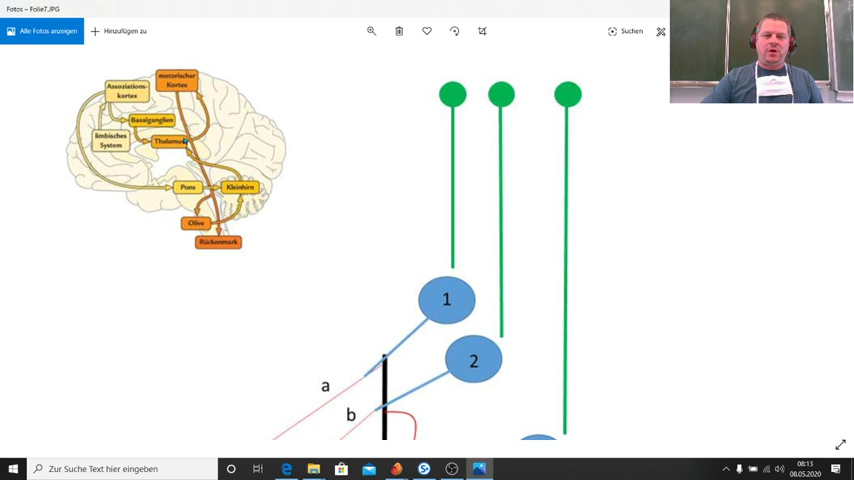 Fotos – Folie7.JPG
Alle Fotos anzeigen
Hinzufügen zu
Suchen
motorischer
Kortex
Assoziations-
kortex
Basalganglien
limbisches
System
Thalamus
Pons
Kleinhirn
Olive
Rückenmark
1
2
a
b
Zur Suche Text hier eingeben
08:13
08.05.2020